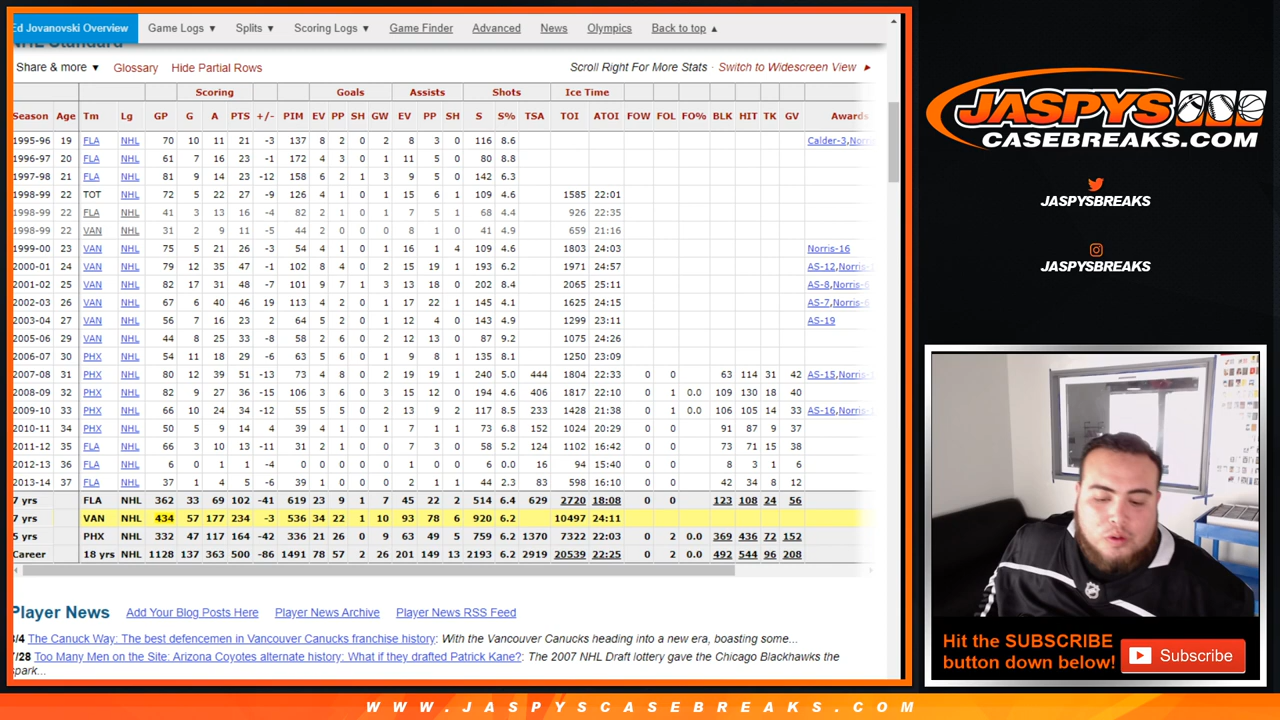 Ed Jovanovski Overview Game Logs ▼ Splits ▼ Scoring Logs ▼ Game Finder Advanced News Olympics Back to top ▲
NHL Standard
Share & more ▼ Glossary Hide Partial Rows Scroll Right For More Stats · Switch to Widescreen View ►
Scoring Goals Assists Shots Ice Time
Season Age Tm Lg GP G A PTS +/- PIM EV PP SH GW EV PP SH S S% TSA TOI ATOI FOW FOL FO% BLK HIT TK GV Awards
1995-96 19 FLA NHL 70 10 11 21 -3 137 8 2 0 2 8 3 0 116 8.6 Calder-3,Norris
1996-97 20 FLA NHL 61 7 16 23 -1 172 4 3 0 1 11 5 0 80 8.8
1997-98 21 FLA NHL 81 9 14 23 -12 158 6 2 1 3 9 5 0 142 6.3
1998-99 22 TOT NHL 72 5 22 27 -9 126 4 1 0 1 15 6 1 109 4.6 1585 22:01
1998-99 22 FLA NHL 41 3 13 16 -4 82 2 1 0 1 7 5 1 68 4.4 926 22:35
1998-99 22 VAN NHL 31 2 9 11 -5 44 2 0 0 0 8 1 0 41 4.9 659 21:16
1999-00 23 VAN NHL 75 5 21 26 -3 54 4 1 0 1 16 1 4 109 4.6 1803 24:03 Norris-16
2000-01 24 VAN NHL 79 12 35 47 -1 102 8 4 0 2 15 19 1 193 6.2 1971 24:57 AS-12,Norris-1
2001-02 25 VAN NHL 82 17 31 48 -7 101 9 7 1 3 13 18 0 202 8.4 2065 25:11 AS-8,Norris-6
2002-03 26 VAN NHL 67 6 40 46 19 113 4 2 0 1 17 22 1 145 4.1 1625 24:15 AS-7,Norris-6
2003-04 27 VAN NHL 56 7 16 23 2 64 5 2 0 1 12 4 0 143 4.9 1299 23:11 AS-19
2005-06 29 VAN NHL 44 8 25 33 -8 58 2 6 0 2 12 13 0 87 9.2 1075 24:26
2006-07 30 PHX NHL 54 11 18 29 -6 63 5 6 0 1 9 8 1 135 8.1 1250 23:09
2007-08 31 PHX NHL 80 12 39 51 -13 73 4 8 0 2 19 19 1 240 5.0 444 1804 22:33 0 0 63 114 31 42 AS-15,Norris-
2008-09 32 PHX NHL 82 9 27 36 -15 106 3 6 0 3 15 12 0 194 4.6 406 1817 22:10 0 1 0.0 109 130 18 40
2009-10 33 PHX NHL 66 10 24 34 -12 55 5 5 0 2 13 9 2 117 8.5 233 1428 21:38 0 1 0.0 106 105 14 33 AS-16,Norris-
2010-11 34 PHX NHL 50 5 9 14 4 39 4 1 0 1 7 1 1 73 6.8 152 1024 20:29 0 0 91 87 9 37
2011-12 35 FLA NHL 66 3 10 13 -11 31 2 1 0 0 7 3 0 58 5.2 124 1102 16:42 0 0 73 71 15 38
2012-13 36 FLA NHL 6 0 1 1 -4 0 0 0 0 0 1 0 0 6 0.0 16 94 15:40 0 0 8 3 1 6
2013-14 37 FLA NHL 37 1 4 5 -6 39 1 0 0 0 2 1 1 44 2.3 83 598 16:10 0 0 42 34 8 12
7 yrs FLA NHL 362 33 69 102 -41 619 23 9 1 7 45 22 2 514 6.4 629 2720 18:08 0 0 123 108 24 56
7 yrs VAN NHL 434 57 177 234 -3 536 34 22 1 10 93 78 6 920 6.2 10497 24:11
5 yrs PHX NHL 332 47 117 164 -42 336 21 26 0 9 63 49 5 759 6.2 1370 7322 22:03 0 2 0.0 369 436 72 152
Career 18 yrs NHL 1128 137 363 500 -86 1491 78 57 2 26 201 149 13 2193 6.2 2919 20539 22:25 0 2 0.0 492 544 96 208
Player News Add Your Blog Posts Here Player News Archive Player News RSS Feed
8/4 The Canuck Way: The best defencemen in Vancouver Canucks franchise history: With the Vancouver Canucks heading into a new era, boasting some...
7/28 Too Many Men on the Site: Arizona Coyotes alternate history: What if they drafted Patrick Kane?: The 2007 NHL Draft lottery gave the Chicago Blackhawks the
spark...
JASPYS
CASEBREAKS.COM
JASPYSBREAKS
JASPYSBREAKS
Hit the SUBSCRIBE
button down below!
Subscribe
WWW.JASPYSCASEBREAKS.COM